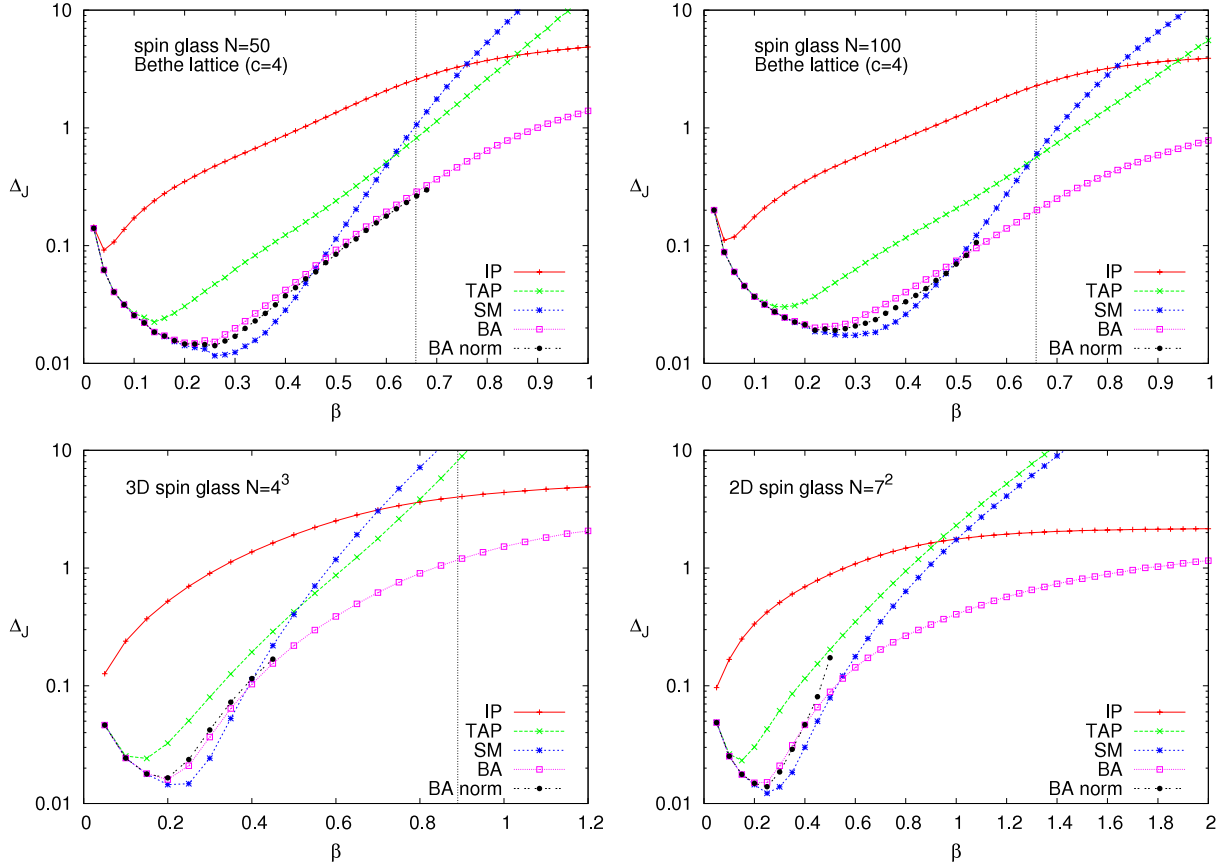 10
1
0.1
0.01
Δ_J
spin glass N=50
Bethe lattice (c=4)
IP
TAP
SM
BA
BA norm
0 0.1 0.2 0.3 0.4 0.5 0.6 0.7 0.8 0.9 1
β
10
1
0.1
0.01
Δ_J
spin glass N=100
Bethe lattice (c=4)
IP
TAP
SM
BA
BA norm
0 0.1 0.2 0.3 0.4 0.5 0.6 0.7 0.8 0.9 1
β
10
1
0.1
0.01
Δ_J
3D spin glass N=4³
IP
TAP
SM
BA
BA norm
0 0.2 0.4 0.6 0.8 1 1.2
β
10
1
0.1
0.01
Δ_J
2D spin glass N=7²
IP
TAP
SM
BA
BA norm
0 0.2 0.4 0.6 0.8 1 1.2 1.4 1.6 1.8 2
β